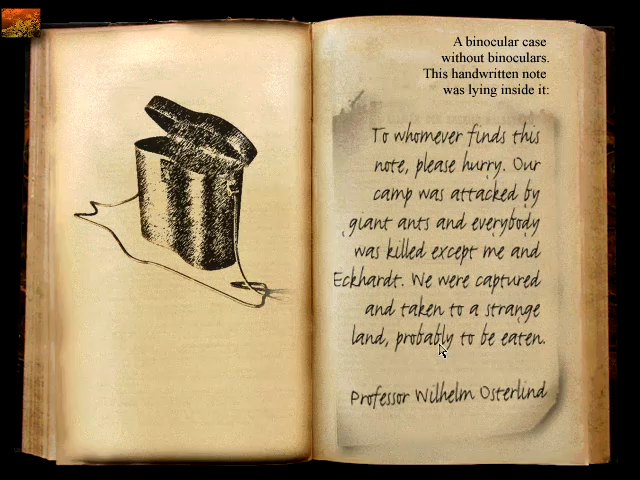 A binocular case
without binoculars.
This handwritten note
was lying inside it:
To whomever finds this
note, please hurry. Our
camp was attacked by
giant ants and everybody
was killed except me and
Eckhardt. We were captured
and taken to a strange
land, probably to be eaten.
Professor Wilhelm Osterlind